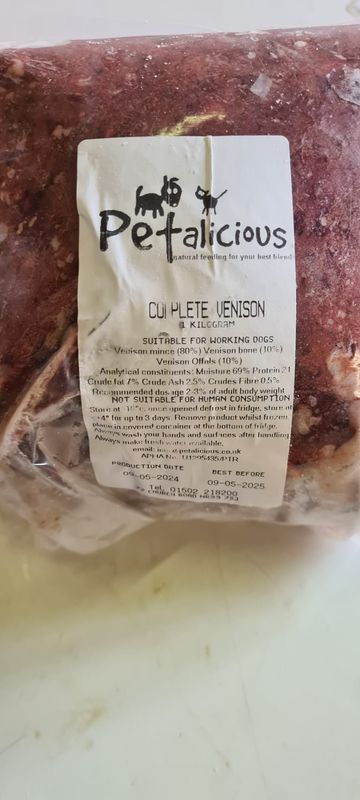 Petalicious
natural feeding for your best friend
COMPLETE VENISON
1 KILOGRAM
SUITABLE FOR WORKING DOGS
Venison mince (80%) Venison bone (10%)
Venison Offals (10%)
Analytical constituents: Moisture 69% Protein 21
Crude fat 7% Crude Ash 2.5% Crudes Fibre 0.5%
Recommended dosage 2-3% of adult body weight
NOT SUITABLE FOR HUMAN CONSUMPTION
Store at once opened defrost in fridge, store at
for up to 3 days. Remove product whilst frozen
place in covered container at the bottom of fridge.
Always wash your hands and surfaces after handling
Always make fresh water available.
email: petalicious.co.uk
APHA No.
PRODUCTION DATE BEST BEFORE
09-05-2024 09-05-2025
Tel. 01502 218200
CHURCH ROAD